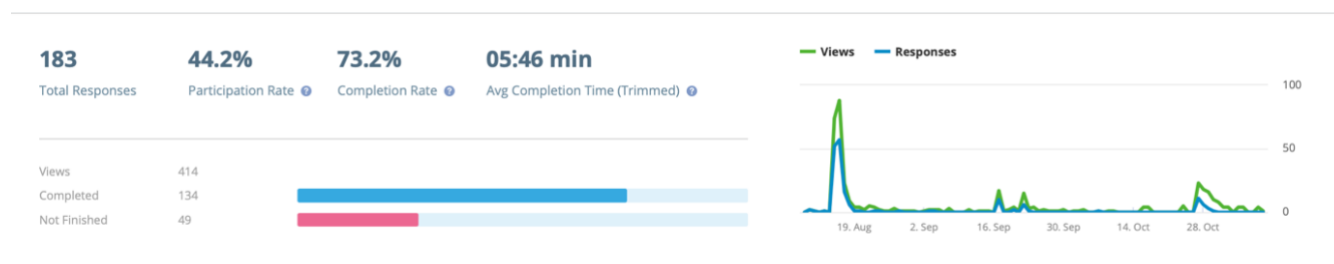 183
Total Responses
44.2%
Participation Rate
73.2%
Completion Rate
05:46 min
Avg Completion Time (Trimmed)
Views 414
Completed 134
Not Finished 49
Views Responses
100
50
0
19. Aug 2. Sep 16. Sep 30. Sep 14. Oct 28. Oct